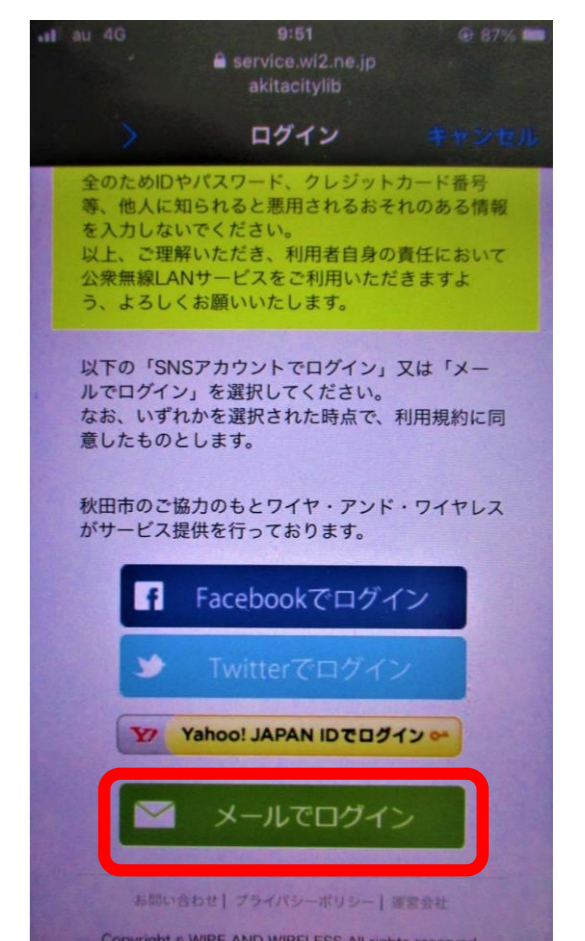 au 4G 9:51 87%
service.wi2.ne.jp
akitacitylib
ログイン キャンセル
全のためIDやパスワード、クレジットカード番号
等、他人に知られると悪用されるおそれのある情報
を入力しないでください。
以上、ご理解いただき、利用者自身の責任において
公衆無線LANサービスをご利用いただきますよ
う、よろしくお願いいたします。
以下の「SNSアカウントでログイン」又は「メー
ルでログイン」を選択してください。
なお、いずれかを選択された時点で、利用規約に同
意したものとします。
秋田市のご協力のもとワイヤ・アンド・ワイヤレス
がサービス提供を行っております。
Facebookでログイン
Twitterでログイン
Yahoo! JAPAN IDでログイン
メールでログイン
お問い合わせ| プライバシーポリシー| 運営会社
Copyright © WIRE AND WIRELESS All rights reserved